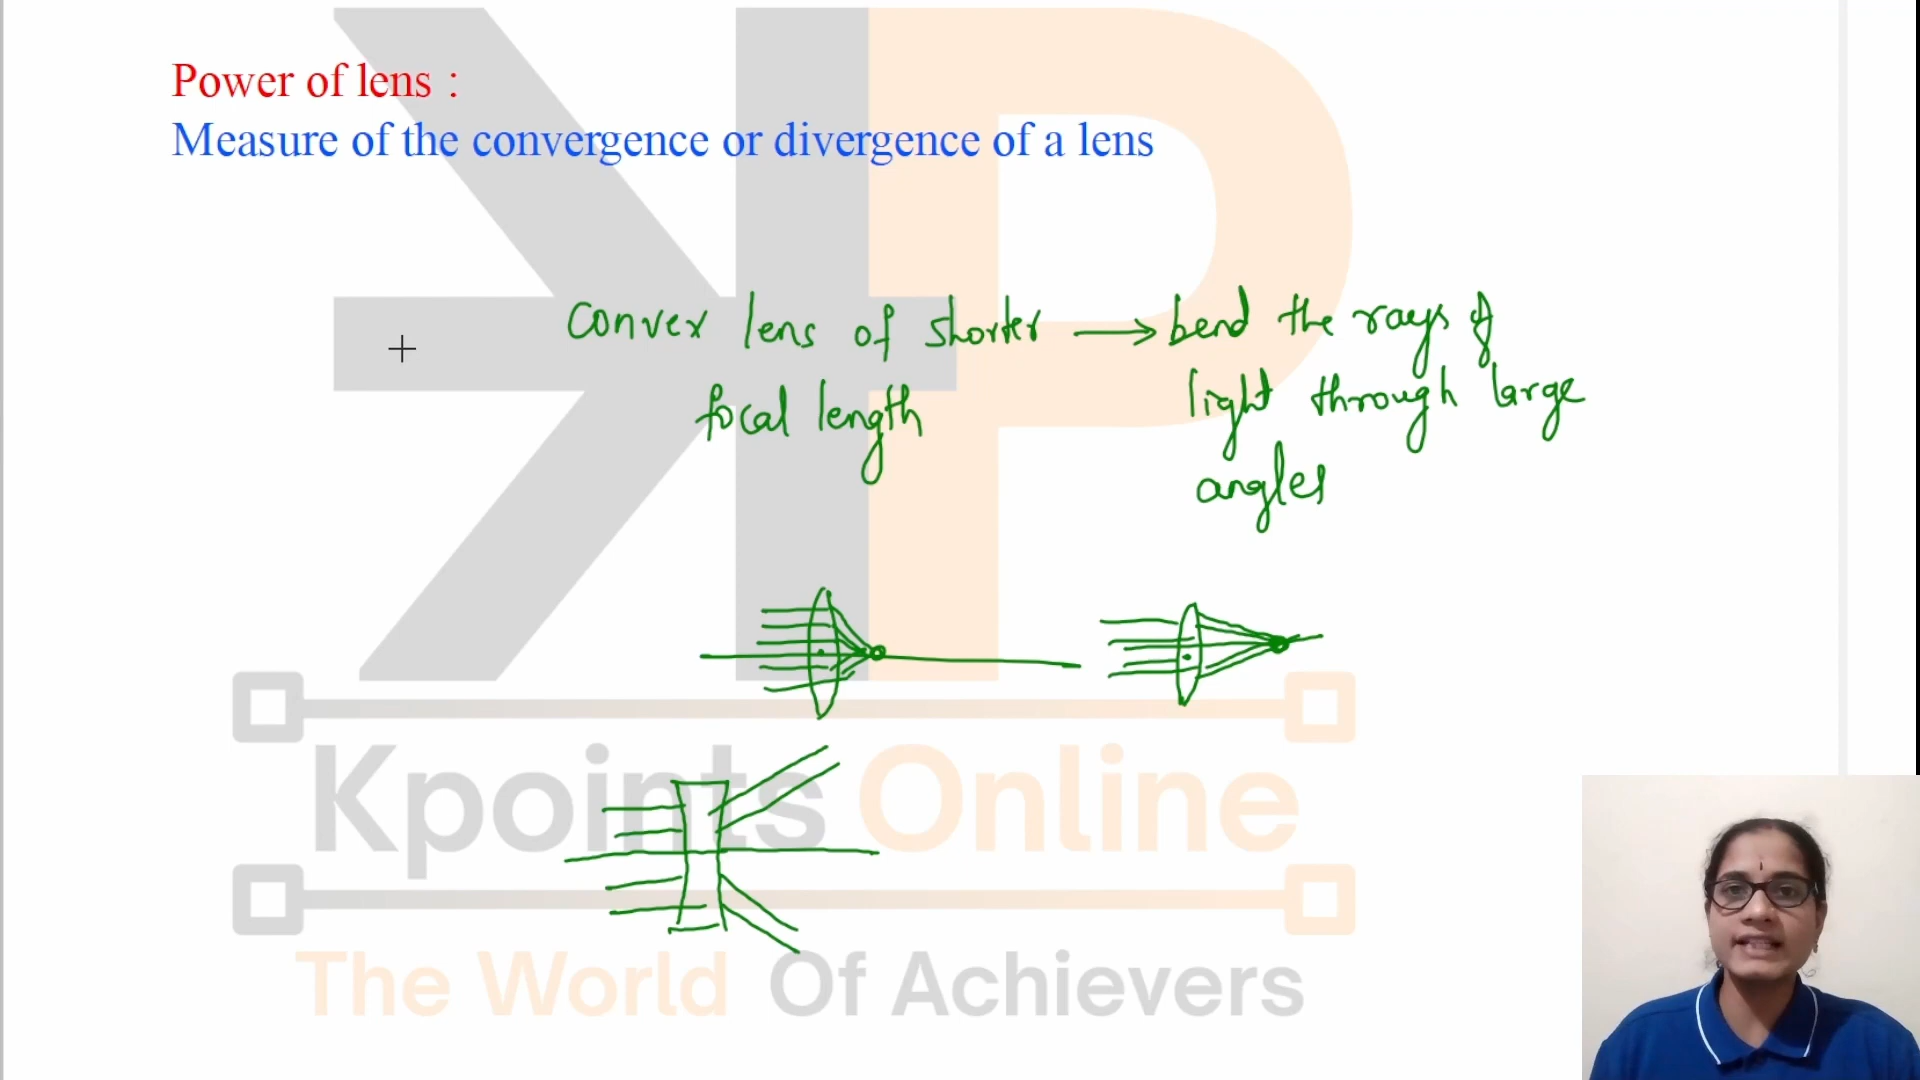 Power of lens :
Measure of the convergence or divergence of a lens
convex lens of shorter → bend the rays of
focal length light through large
angles
Kpoints Online
The World Of Achievers